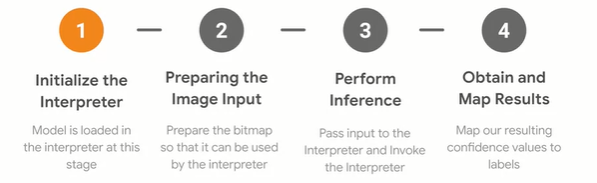 1
2
3
4
Initialize the
Interpreter
Model is loaded in
the interpreter at this
stage
Preparing the
Image Input
Prepare the bitmap
so that it can be used
by the interpreter
Perform
Inference
Pass input to the
Interpreter and Invoke
the Interpreter
Obtain and
Map Results
Map our resulting
confidence values to
labels